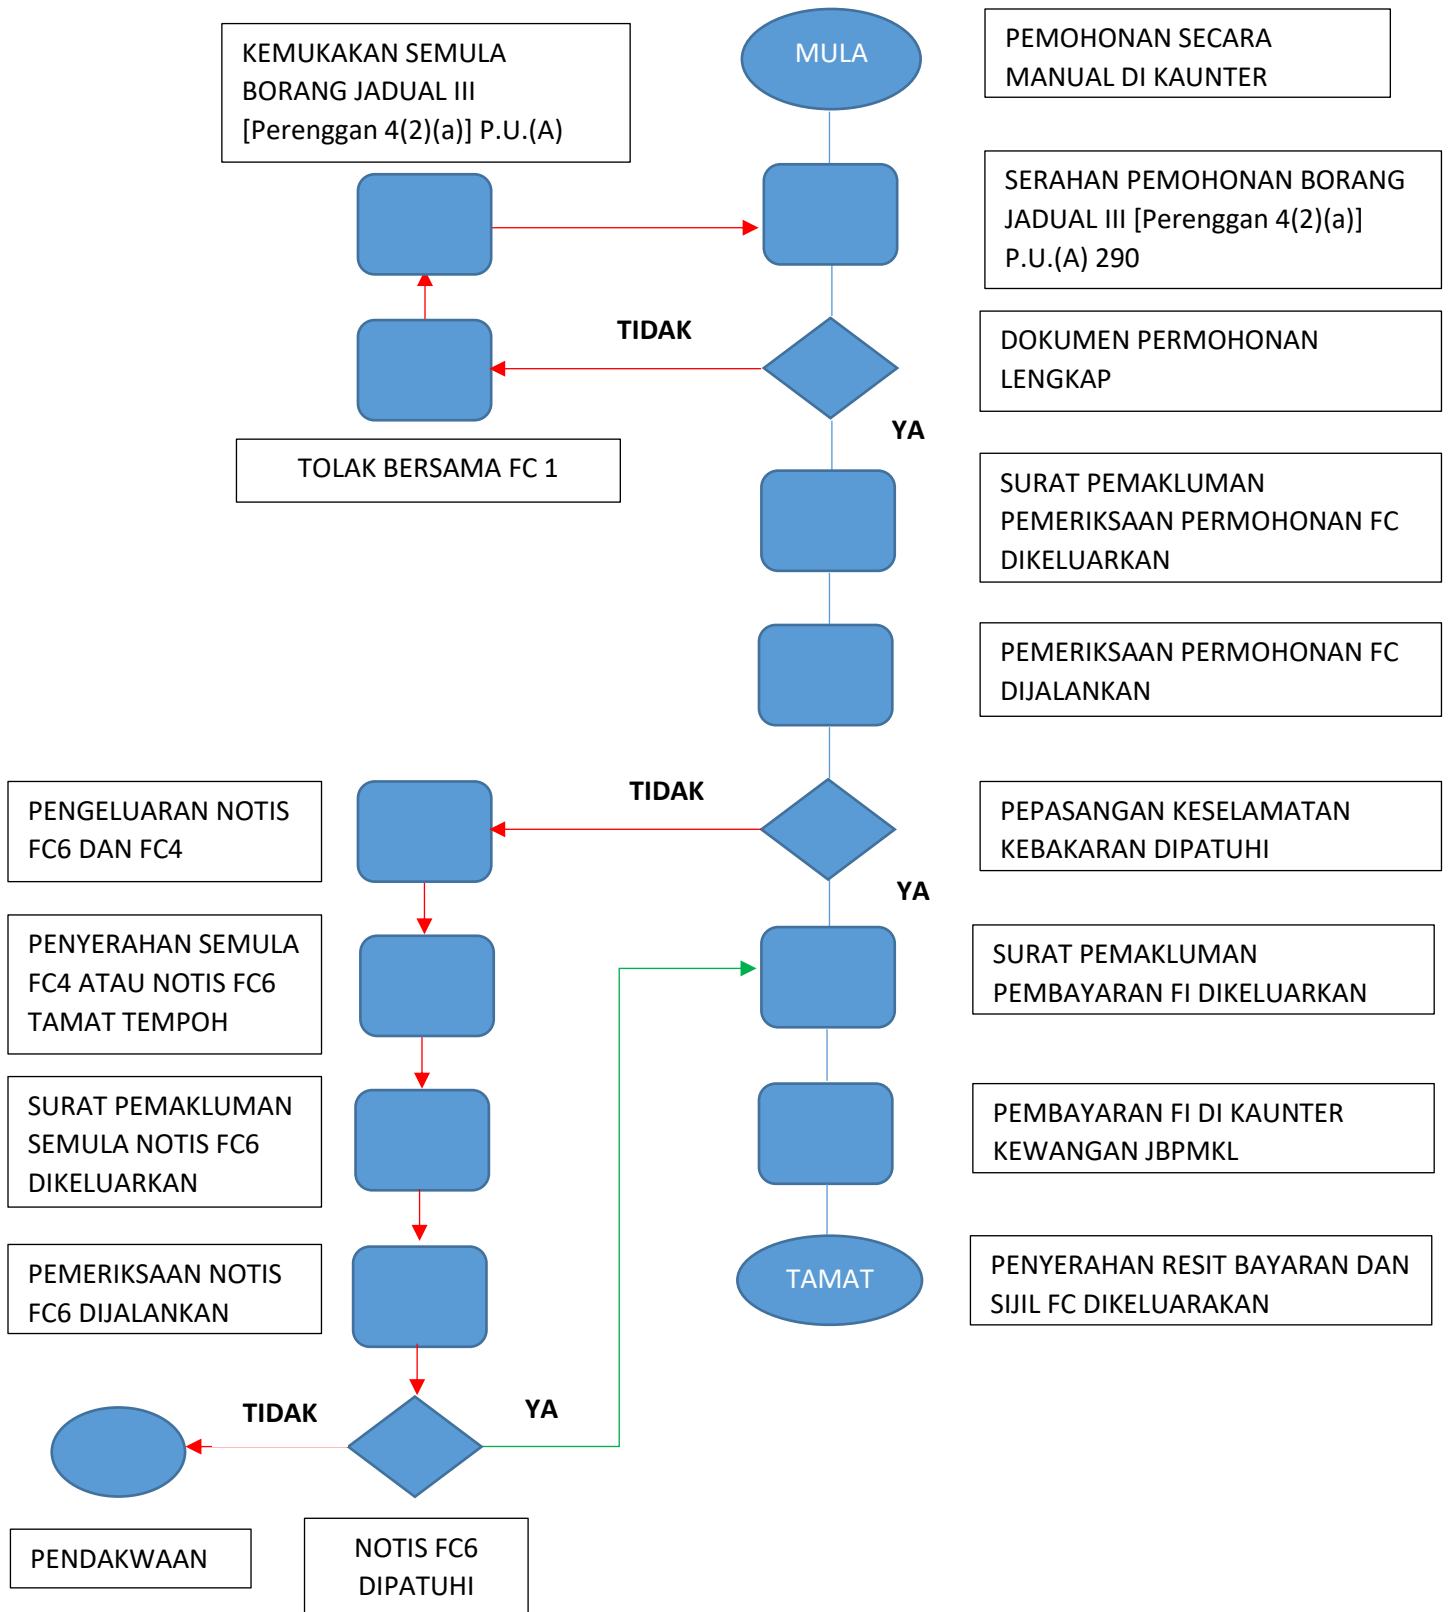 KEMUKAKAN SEMULA
BORANG JADUAL III
[Perenggan 4(2)(a)] P.U.(A)
MULA
PEMOHONAN SECARA
MANUAL DI KAUNTER
SERAHAN PEMOHONAN BORANG
JADUAL III [Perenggan 4(2)(a)]
P.U.(A) 290
TIDAK
DOKUMEN PERMOHONAN
LENGKAP
YA
TOLAK BERSAMA FC 1
SURAT PEMAKLUMAN
PEMERIKSAAN PERMOHONAN FC
DIKELUARKAN
PEMERIKSAAN PERMOHONAN FC
DIJALANKAN
PENGELUARAN NOTIS
FC6 DAN FC4
TIDAK
PEPASANGAN KESELAMATAN
KEBAKARAN DIPATUHI
YA
PENYERAHAN SEMULA
FC4 ATAU NOTIS FC6
TAMAT TEMPOH
SURAT PEMAKLUMAN
PEMBAYARAN FI DIKELUARKAN
SURAT PEMAKLUMAN
SEMULA NOTIS FC6
DIKELUARKAN
PEMBAYARAN FI DI KAUNTER
KEWANGAN JBPMKL
PEMERIKSAAN NOTIS
FC6 DIJALANKAN
TAMAT
PENYERAHAN RESIT BAYARAN DAN
SIJIL FC DIKELUARAKAN
TIDAK
YA
PENDAKWAAN
NOTIS FC6
DIPATUHI